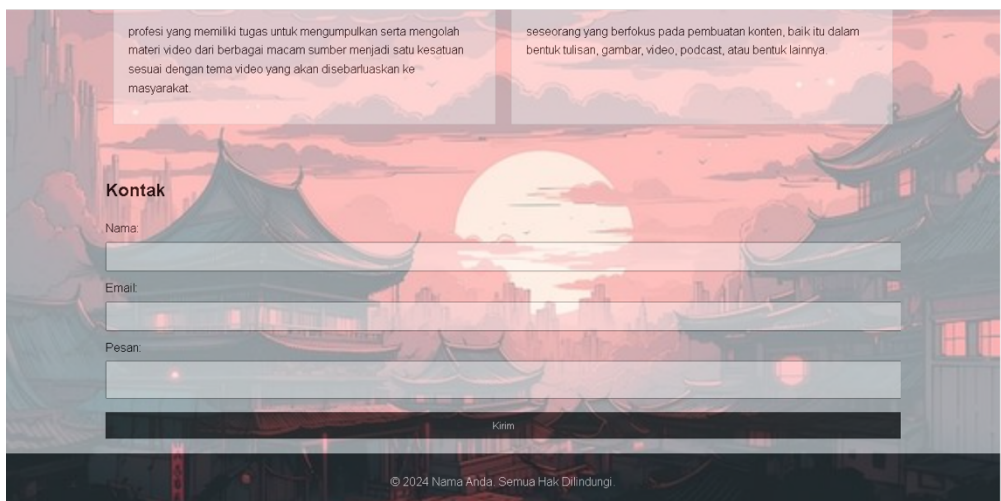 profesi yang memiliki tugas untuk mengumpulkan serta mengolah
materi video dari berbagai macam sumber menjadi satu kesatuan
sesuai dengan tema video yang akan disebarluaskan ke
masyarakat.
seseorang yang berfokus pada pembuatan konten, baik itu dalam
bentuk tulisan, gambar, video, podcast, atau bentuk lainnya.
Kontak
Nama:
Email:
Pesan:
Kirim
© 2024 Nama Anda. Semua Hak Dilindungi.